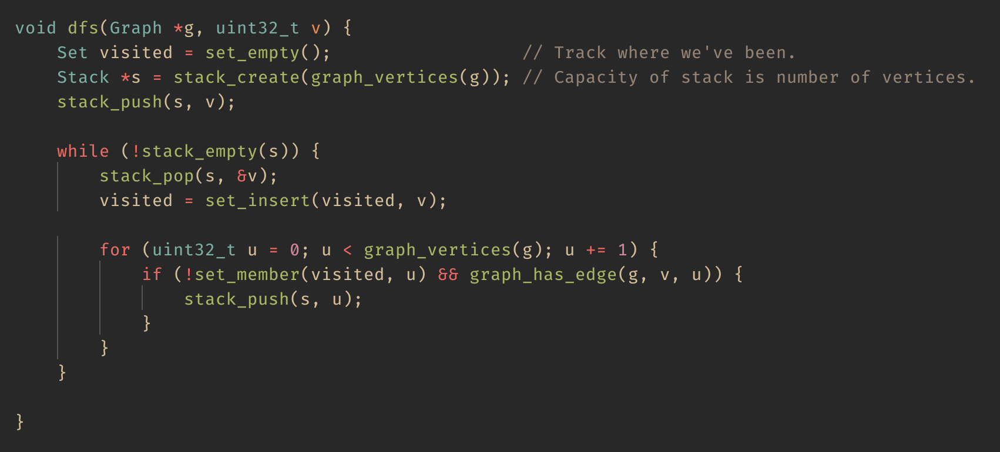 void dfs(Graph *g, uint32_t v) {
    Set visited = set_empty();                  // Track where we've been.
    Stack *s = stack_create(graph_vertices(g)); // Capacity of stack is number of vertices.
    stack_push(s, v);

    while (!stack_empty(s)) {
        stack_pop(s, &v);
        visited = set_insert(visited, v);

        for (uint32_t u = 0; u < graph_vertices(g); u += 1) {
            if (!set_member(visited, u) && graph_has_edge(g, v, u)) {
                stack_push(s, u);
            }
        }
    }

}